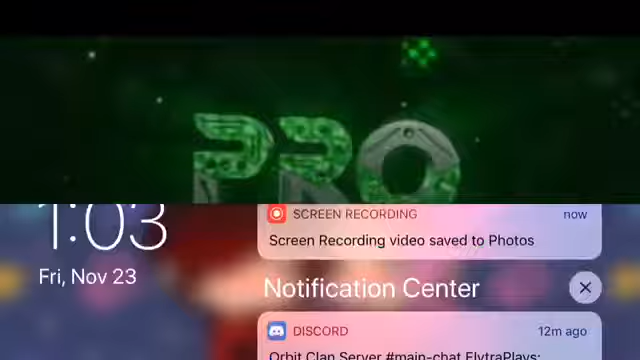 PRO
1:03
SCREEN RECORDING now
Screen Recording video saved to Photos
Fri, Nov 23
Notification Center
DISCORD 12m ago
Orbit Clan Server #main-chat ElytraPlays: